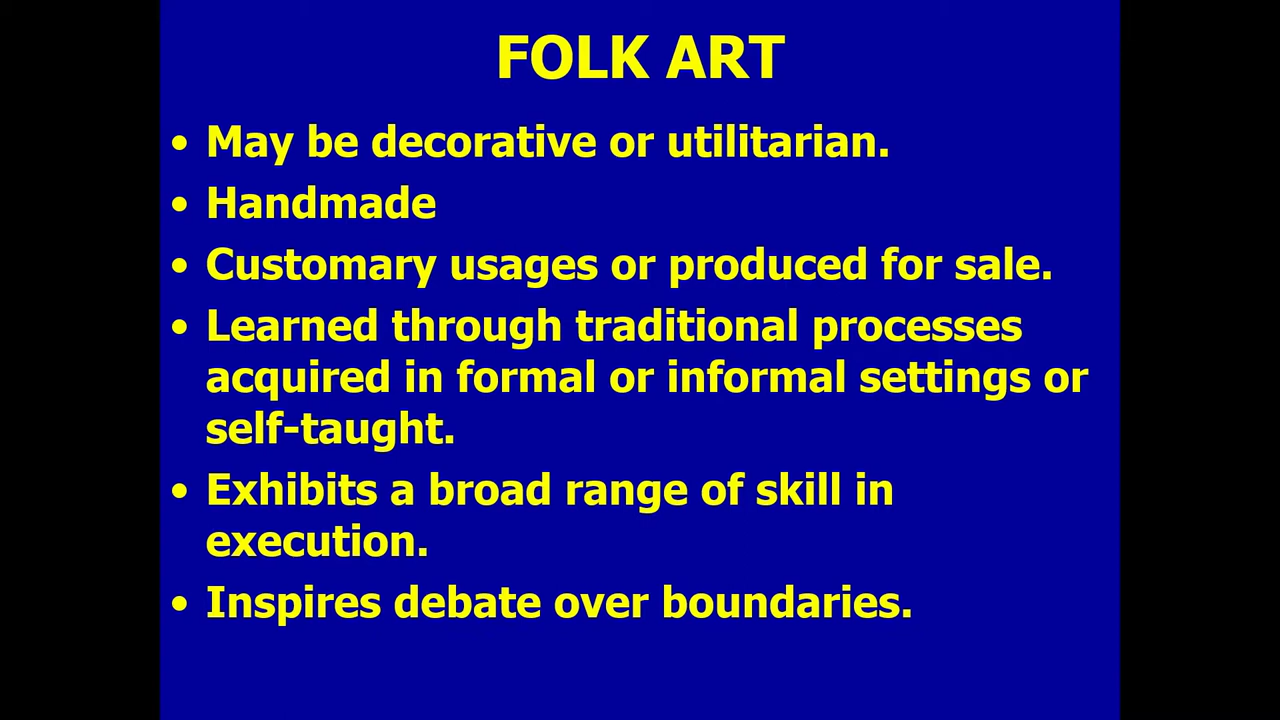 FOLK ART
• May be decorative or utilitarian.
• Handmade
• Customary usages or produced for sale.
• Learned through traditional processes
acquired in formal or informal settings or
self-taught.
• Exhibits a broad range of skill in
execution.
• Inspires debate over boundaries.